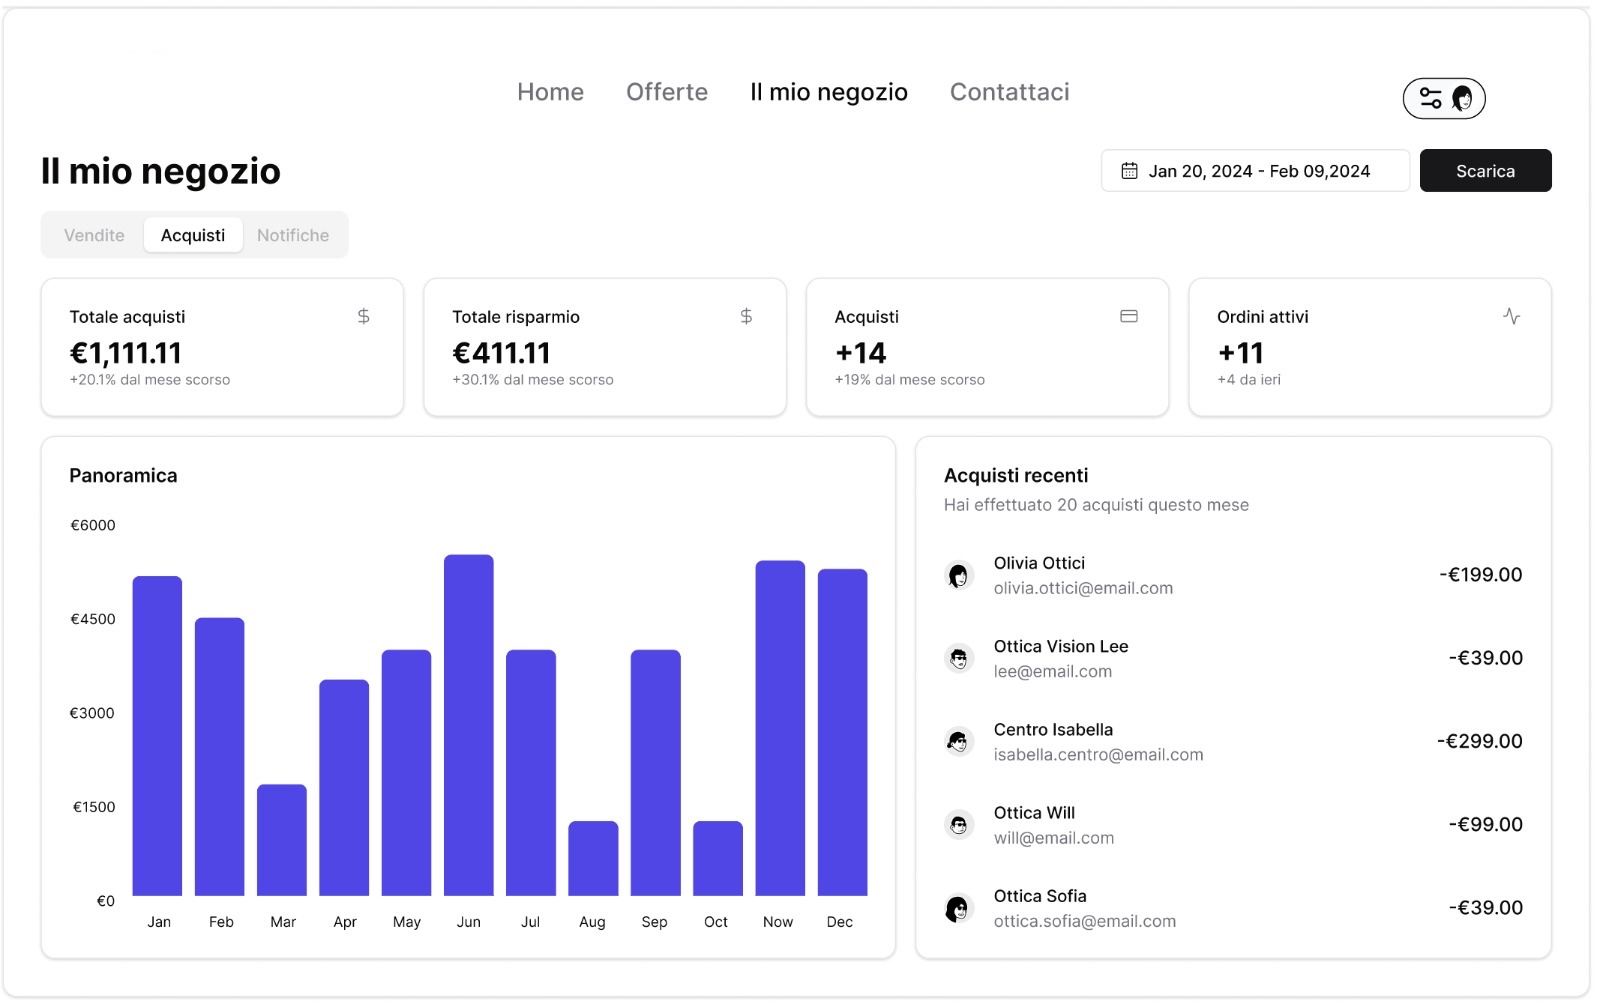 Home Offerte Il mio negozio Contattaci
Il mio negozio
Jan 20, 2024 - Feb 09,2024
Scarica
Vendite Acquisti Notifiche
Totale acquisti
€1,111.11
+20.1% dal mese scorso
Totale risparmio
€411.11
+30.1% dal mese scorso
Acquisti
+14
+19% dal mese scorso
Ordini attivi
+11
+4 da ieri
Panoramica
€6000
€4500
€3000
€1500
€0
Jan Feb Mar Apr May Jun Jul Aug Sep Oct Now Dec
Acquisti recenti
Hai effettuato 20 acquisti questo mese
Olivia Ottici
olivia.ottici@email.com
-€199.00
Ottica Vision Lee
lee@email.com
-€39.00
Centro Isabella
isabella.centro@email.com
-€299.00
Ottica Will
will@email.com
-€99.00
Ottica Sofia
ottica.sofia@email.com
-€39.00